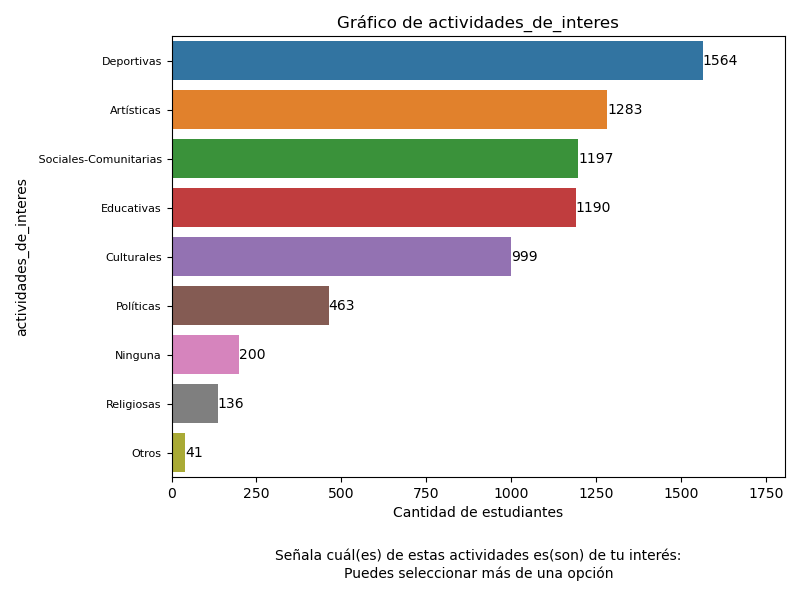 Gráfico de actividades_de_interes
actividades_de_interes
Deportivas 1564
Artísticas 1283
Sociales-Comunitarias 1197
Educativas 1190
Culturales 999
Políticas 463
Ninguna 200
Religiosas 136
Otros 41
0 250 500 750 1000 1250 1500 1750
Cantidad de estudiantes
Señala cuál(es) de estas actividades es(son) de tu interés:
Puedes seleccionar más de una opción